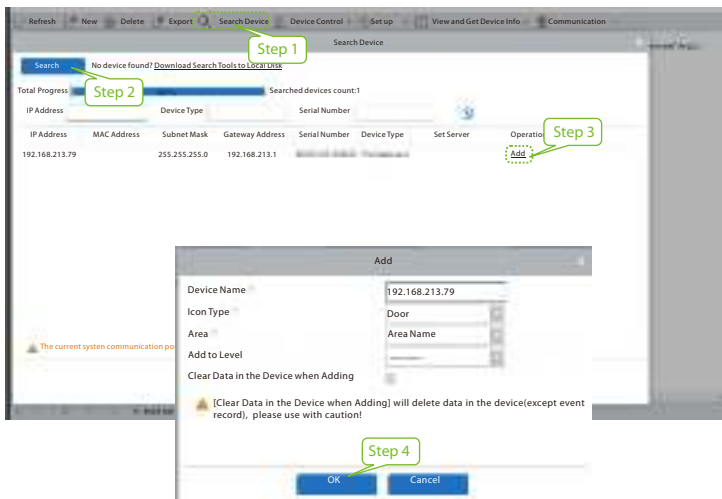 Refresh New Delete Export Search Device Device Control Set up View and Get Device Info Communication
Step 1
Search Device
Search No device found? Download Search Tools to Local Disk
Step 2
Total Progress Searched devices count:1
IP Address Device Type Serial Number
IP Address MAC Address Subnet Mask Gateway Address Serial Number Device Type Set Server Operation
Step 3
192.168.213.79 255.255.255.0 192.168.213.1 Add
Add
Device Name 192.168.213.79
Icon Type Door
Area Area Name
The current systen communication po
Add to Level ---------
Clear Data in the Device when Adding
[Clear Data in the Device when Adding] will delete data in the device(except event
record), please use with caution!
Step 4
OK Cancel